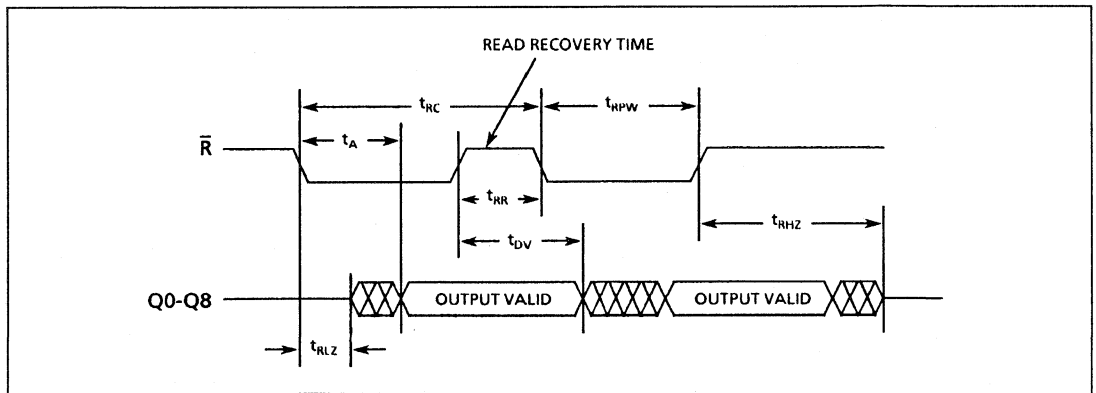 READ RECOVERY TIME
tRC
tRPW
tA
R̅
tRR
tRHZ
tDV
Q0-Q8
OUTPUT VALID
OUTPUT VALID
tRLZ